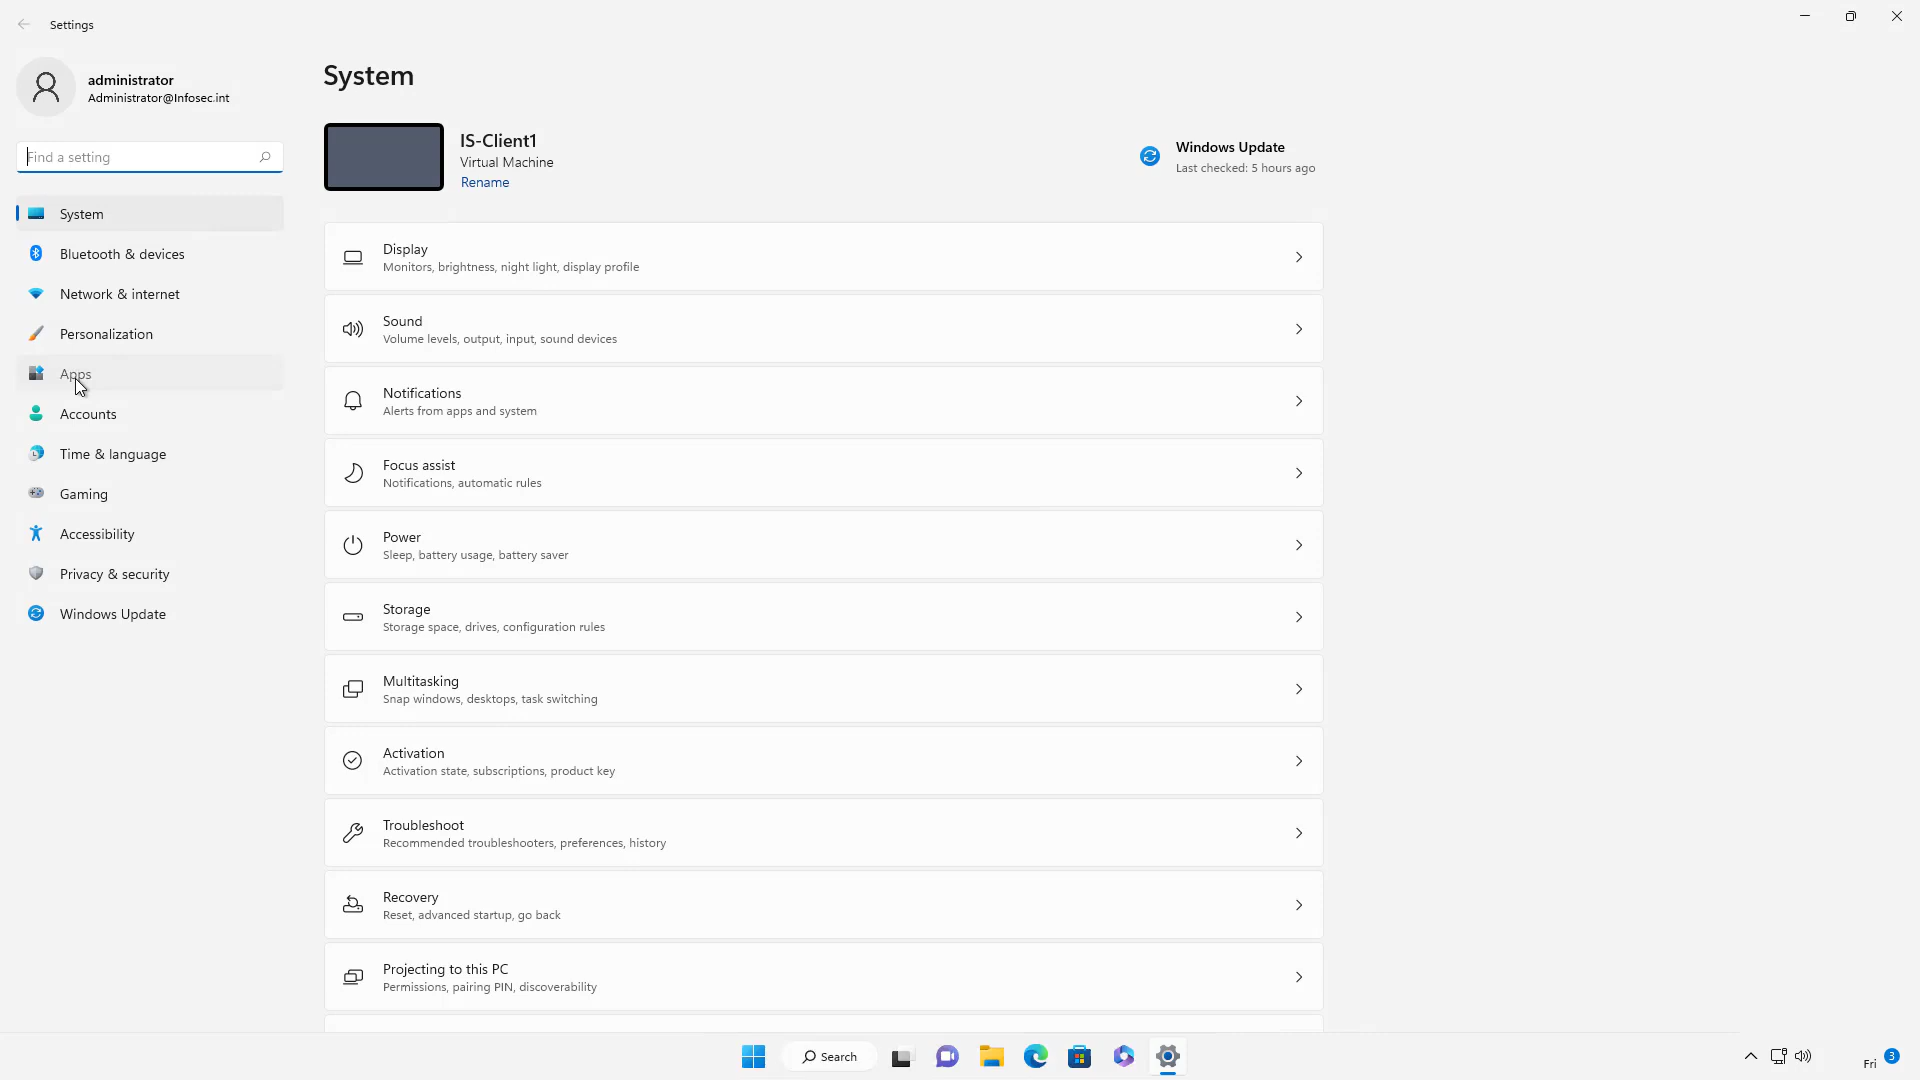 Settings
administrator
Administrator@Infosec.int
Find a setting
System
Bluetooth & devices
Network & internet
Personalization
Apps
Accounts
Time & language
Gaming
Accessibility
Privacy & security
Windows Update
System
IS-Client1
Virtual Machine
Rename
Windows Update
Last checked: 5 hours ago
Display
Monitors, brightness, night light, display profile
Sound
Volume levels, output, input, sound devices
Notifications
Alerts from apps and system
Focus assist
Notifications, automatic rules
Power
Sleep, battery usage, battery saver
Storage
Storage space, drives, configuration rules
Multitasking
Snap windows, desktops, task switching
Activation
Activation state, subscriptions, product key
Troubleshoot
Recommended troubleshooters, preferences, history
Recovery
Reset, advanced startup, go back
Projecting to this PC
Permissions, pairing PIN, discoverability
Search
Fri 3